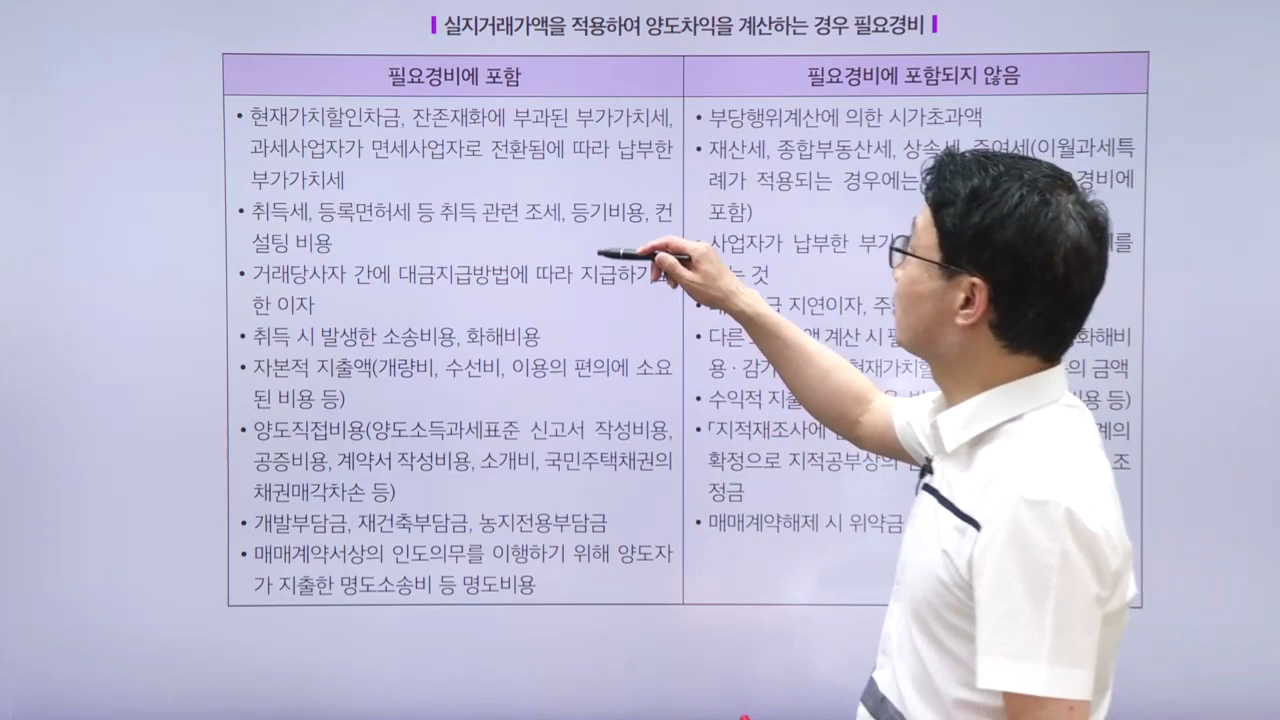 실지거래가액을 적용하여 양도차익을 계산하는 경우 필요경비
필요경비에 포함
• 현재가치할인차금, 잔존재화에 부과된 부가가치세,
과세사업자가 면세사업자로 전환됨에 따라 납부한
부가가치세
• 취득세, 등록면허세 등 취득 관련 조세, 등기비용, 컨
설팅 비용
• 거래당사자 간에 대금지급방법에 따라 지급하기
한 이자
• 취득 시 발생한 소송비용, 화해비용
• 자본적 지출액(개량비, 수선비, 이용의 편의에 소요
된 비용 등)
• 양도직접비용(양도소득과세표준 신고서 작성비용,
공증비용, 계약서 작성비용, 소개비, 국민주택채권의
채권매각차손 등)
• 개발부담금, 재건축부담금, 농지전용부담금
• 매매계약서상의 인도의무를 이행하기 위해 양도자
가 지출한 명도소송비 등 명도비용
필요경비에 포함되지 않음
• 부당행위계산에 의한 시가초과액
• 재산세, 종합부동산세, 상속세, 증여세(이월과세특
례가 적용되는 경우에는 경비에
포함)
사업자가 납부한 를
것
지연이자,
• 다른 계산 시 화해비
용 · 의 금액
• 수익적 등)
• 「지적재조사에 계의
확정으로 지적공부상의 조
정금
• 매매계약해제 시 위약금